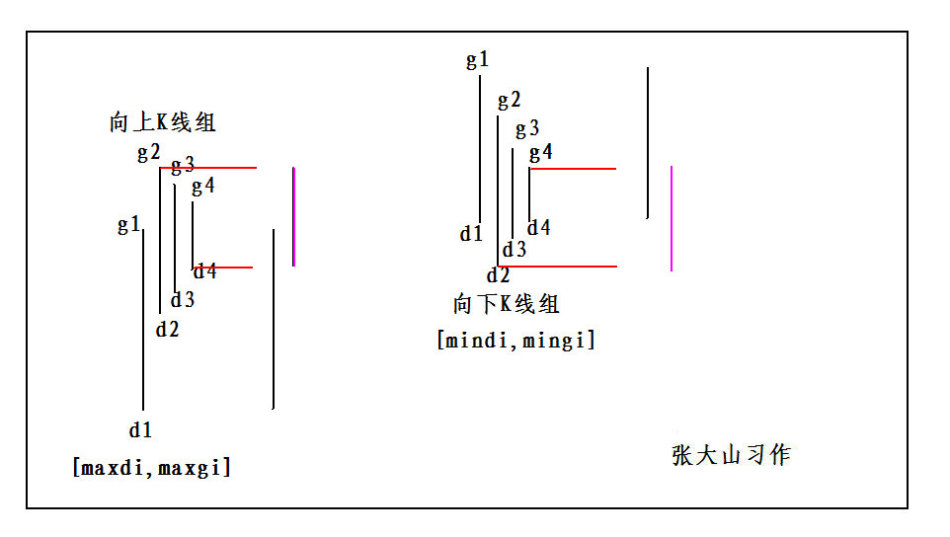 向上K线组
g2
g3
g4
g1
d4
d3
d2
d1
[maxdi,maxgi]
g1
g2
g3
g4
d1
d4
d3
d2
向下K线组
[mindi,mingi]
张大山习作